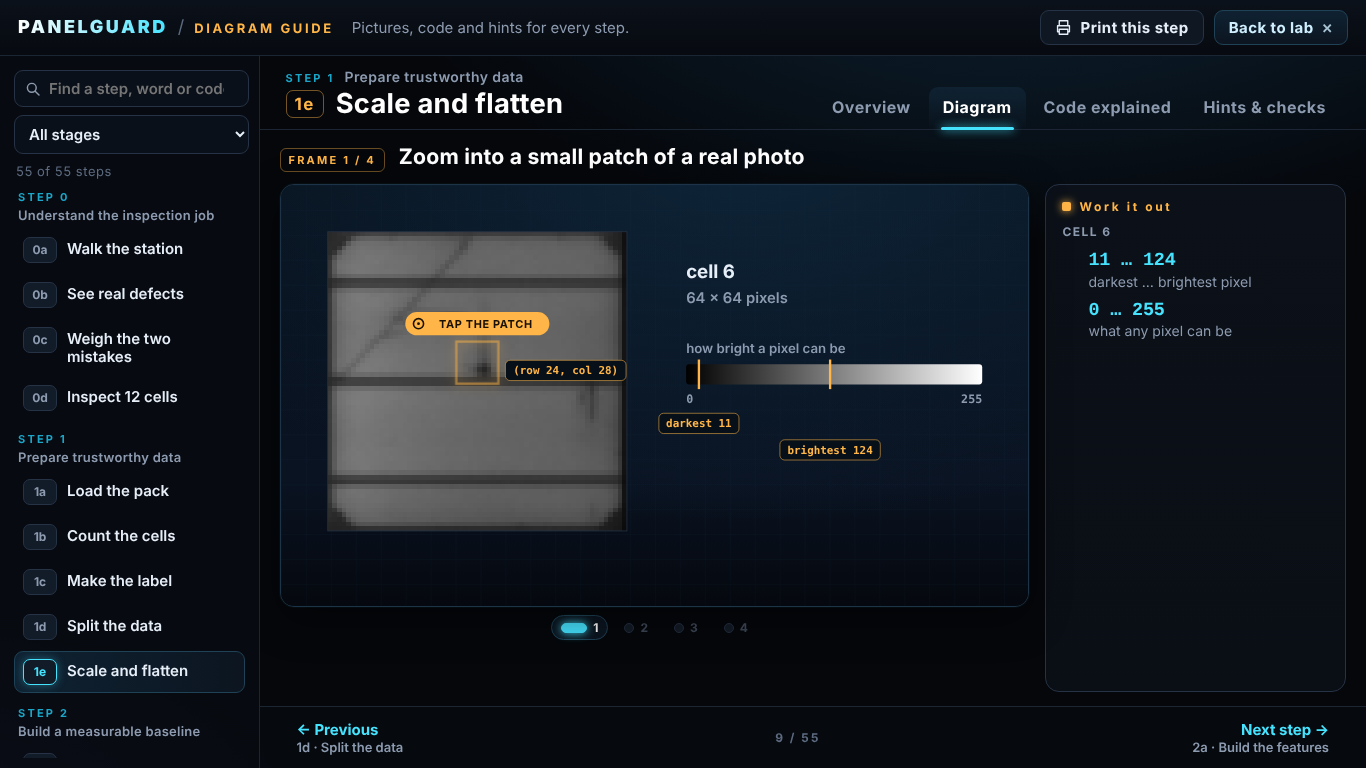 PANELGUARD / DIAGRAM GUIDE Pictures, code and hints for every step.
Print this step
Back to lab ×
Find a step, word or cod
All stages
55 of 55 steps
STEP 0
Understand the inspection job
0a Walk the station
0b See real defects
0c Weigh the two mistakes
0d Inspect 12 cells
STEP 1
Prepare trustworthy data
1a Load the pack
1b Count the cells
1c Make the label
1d Split the data
1e Scale and flatten
STEP 2
Build a measurable baseline
STEP 1 Prepare trustworthy data
1e Scale and flatten
Overview
Diagram
Code explained
Hints & checks
FRAME 1 / 4 Zoom into a small patch of a real photo
TAP THE PATCH
(row 24, col 28)
cell 6
64 × 64 pixels
how bright a pixel can be
0 255
darkest 11
brightest 124
1 2 3 4
Work it out
CELL 6
11 … 124
darkest … brightest pixel
0 … 255
what any pixel can be
← Previous
1d · Split the data
9 / 55
Next step →
2a · Build the features